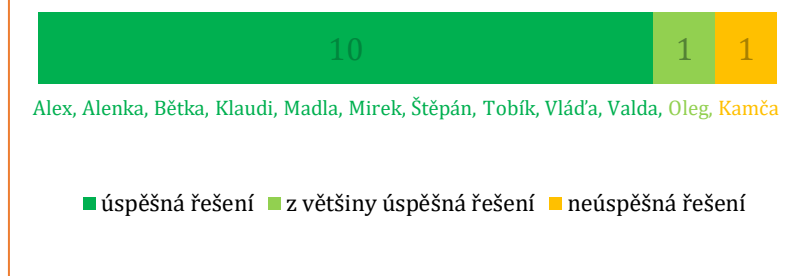 10 1 1
Alex, Alenka, Bětka, Klaudi, Madla, Mirek, Štěpán, Tobík, Vláďa, Valda, Oleg, Kamča
úspěšná řešení z většiny úspěšná řešení neúspěšná řešení